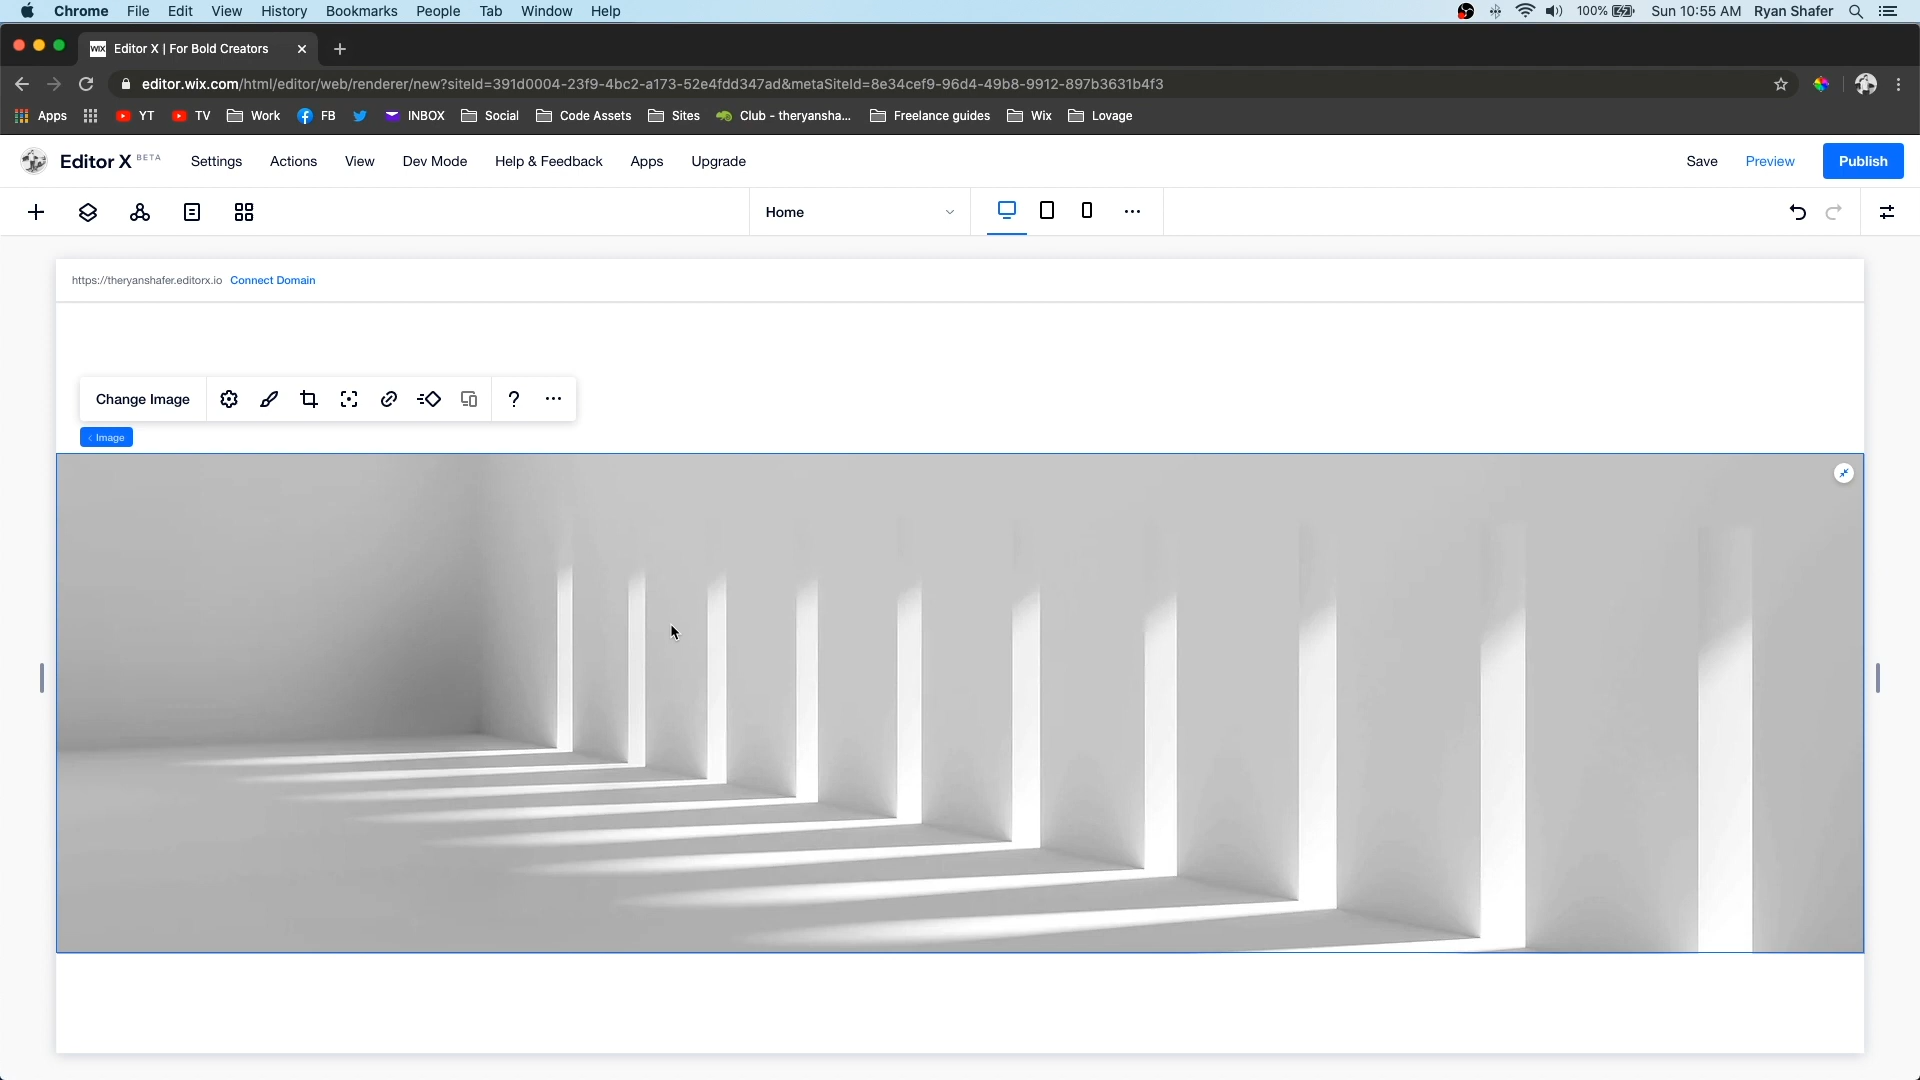 Chrome File Edit View History Bookmarks People Tab Window Help 100% Sun 10:55 AM Ryan Shafer
WIX Editor X | For Bold Creators
editor.wix.com/html/editor/web/renderer/new?siteId=391d0004-23f9-4bc2-a173-52e4fdd347ad&metaSiteId=8e34cef9-96d4-49b8-9912-897b3631b4f3
Apps YT TV Work FB INBOX Social Code Assets Sites Club - theryansha... Freelance guides Wix Lovage
Editor X BETA Settings Actions View Dev Mode Help & Feedback Apps Upgrade Save Preview Publish
Home
https://theryanshafer.editorx.io Connect Domain
Change Image ?
< Image